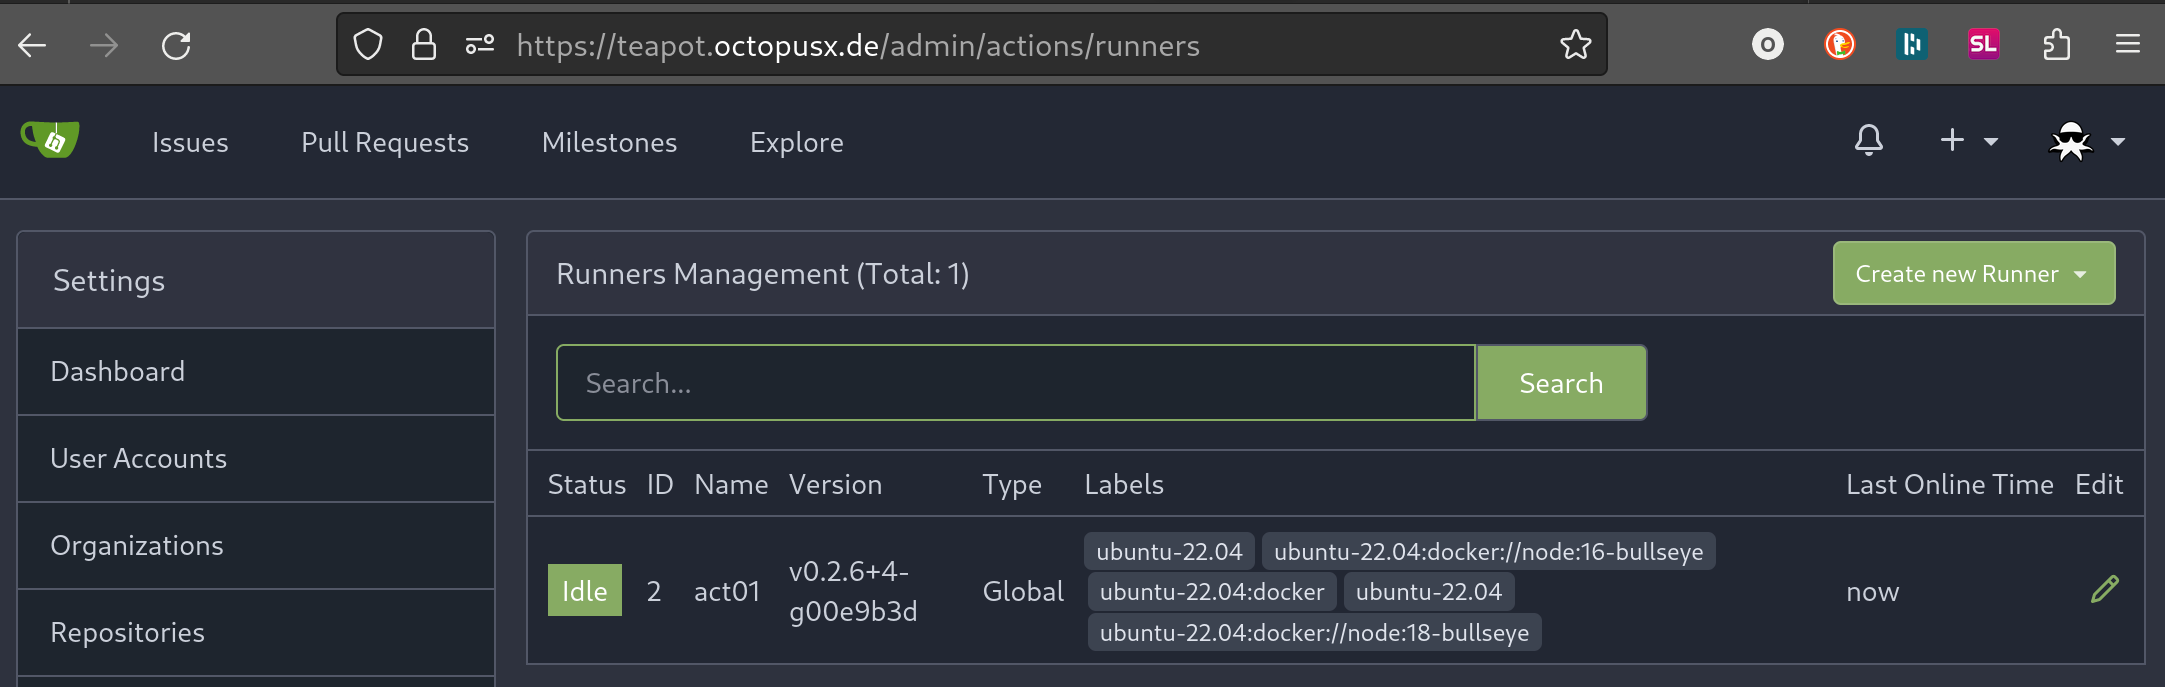 https://teapot.octopusx.de/admin/actions/runners
O
SL
Issues Pull Requests Milestones Explore
Settings
Dashboard
User Accounts
Organizations
Repositories
Runners Management (Total: 1)
Create new Runner
Search...
Search
Status ID Name Version Type Labels Last Online Time Edit
Idle 2 act01 v0.2.6+4-
g00e9b3d
Global
ubuntu-22.04 ubuntu-22.04:docker://node:16-bullseye
ubuntu-22.04:docker ubuntu-22.04
ubuntu-22.04:docker://node:18-bullseye
now